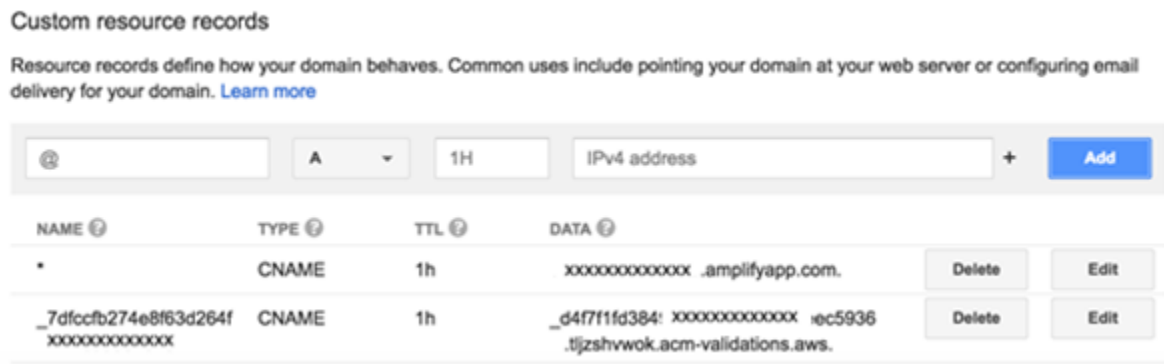 Custom resource records
Resource records define how your domain behaves. Common uses include pointing your domain at your web server or configuring email
delivery for your domain. Learn more
@ A 1H IPv4 address + Add
NAME TYPE TTL DATA
* CNAME 1h xxxxxxxxxxxxx .amplifyapp.com. Delete Edit
_7dfccfb274e8f63d264f CNAME 1h _d4f7f1fd384 xxxxxxxxxxxxx ec5936 Delete Edit
xxxxxxxxxxxxx .tljzshvwok.acm-validations.aws.